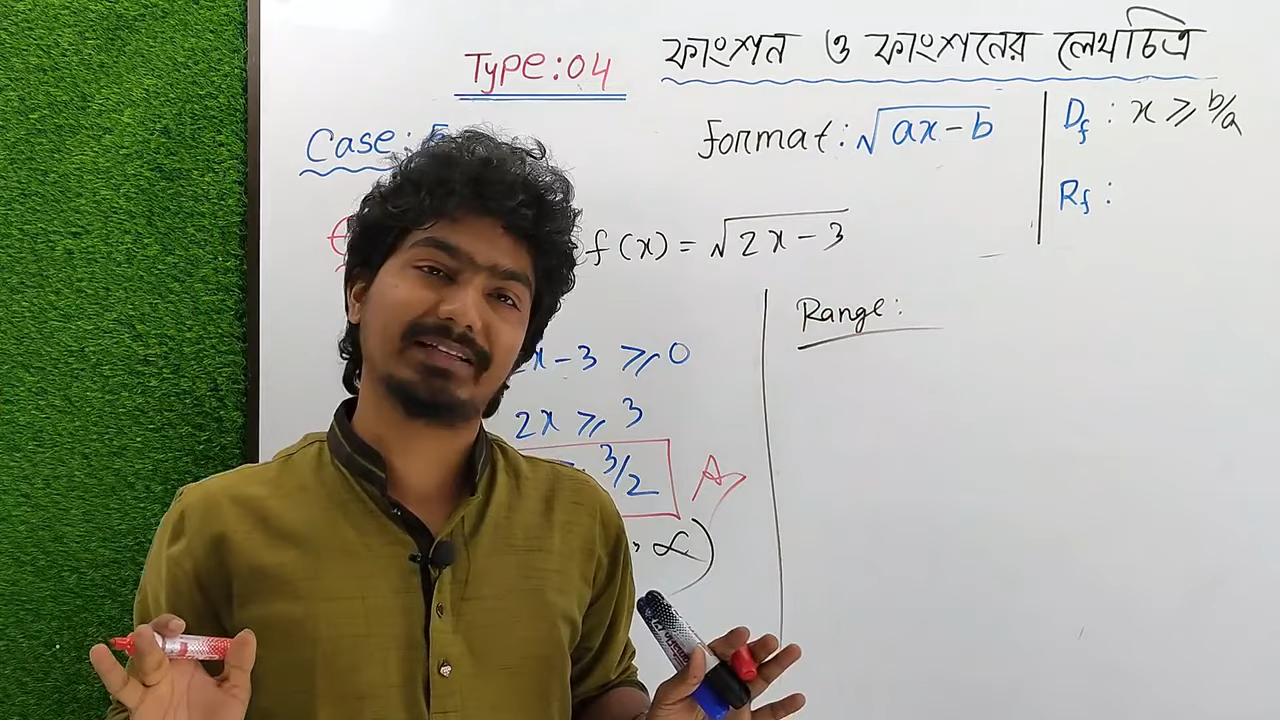 Type:04
ফাংশন ও ফাংশনের লেখচিত্র
Case:
format: √ax-b
Df : x ≥ b/a
Rf :
f(x) = √2x-3
x-3 ≥ 0
2x ≥ 3
3/2
∝)
Range: